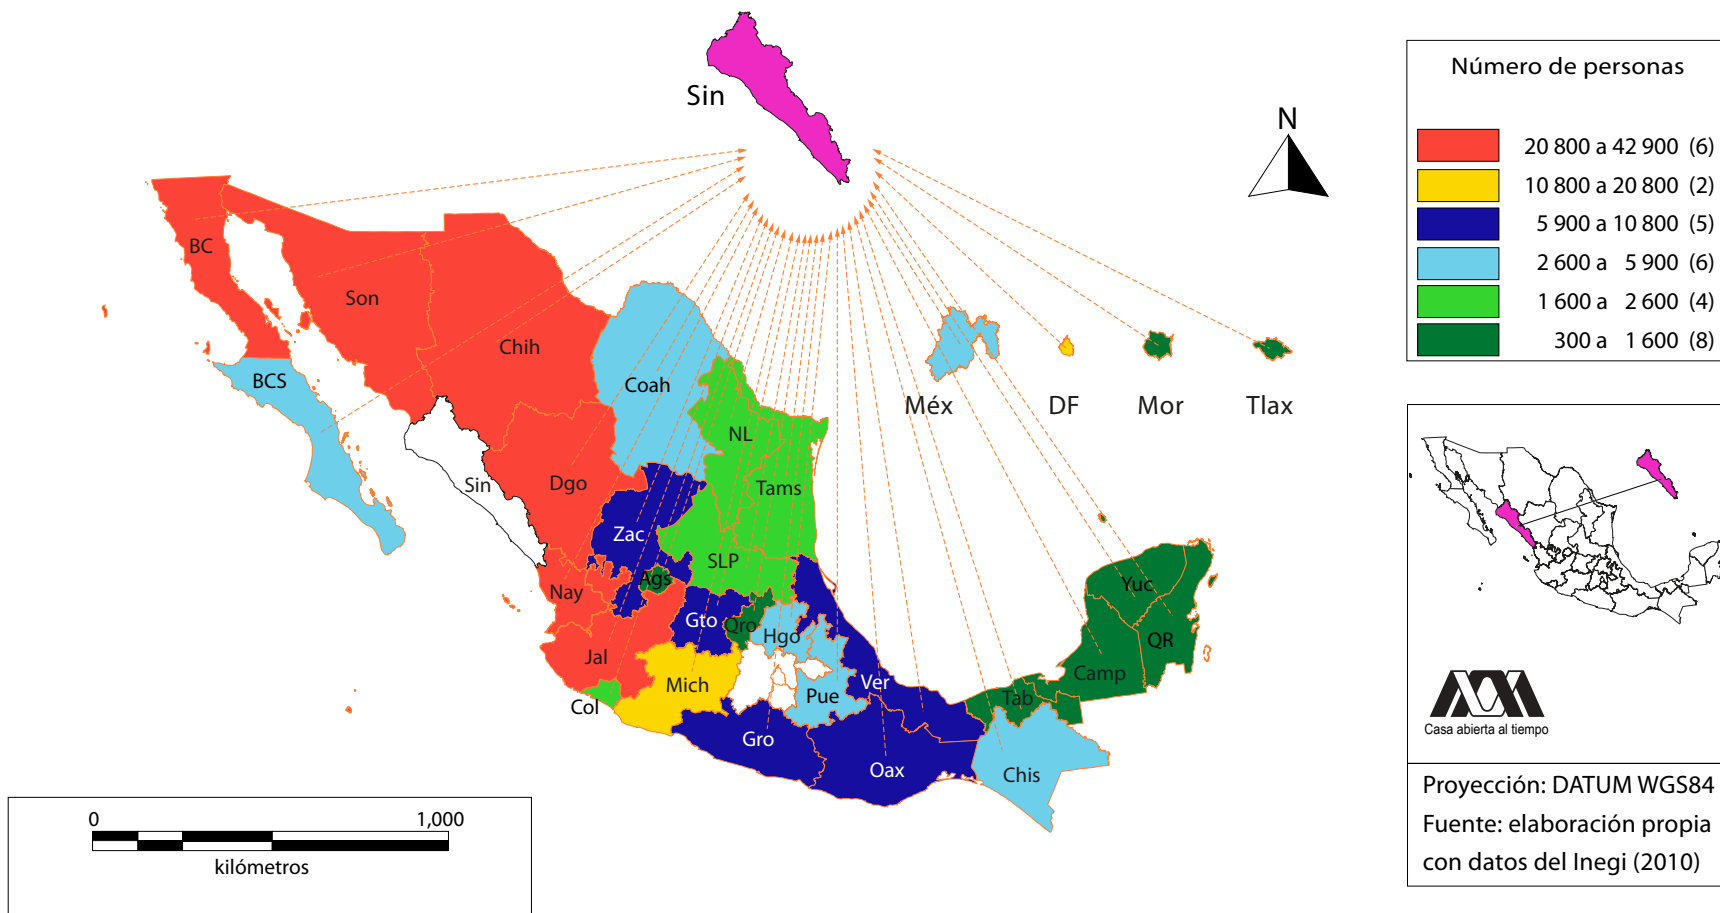 Sin
N
BC
Son
Chih
BCS
Coah
Sin
Dgo
NL
Tams
Zac
SLP
Ags
Nay
Gto
Qro
Hgo
Jal
Mich
Col
Pue
Ver
Gro
Oax
Chis
Tab
Camp
Yuc
QR
Méx
DF
Mor
Tlax
0 1,000
kilómetros
Número de personas
20 800 a 42 900 (6)
10 800 a 20 800 (2)
5 900 a 10 800 (5)
2 600 a 5 900 (6)
1 600 a 2 600 (4)
300 a 1 600 (8)
Casa abierta al tiempo
Proyección: DATUM WGS84
Fuente: elaboración propia
con datos del Inegi (2010)